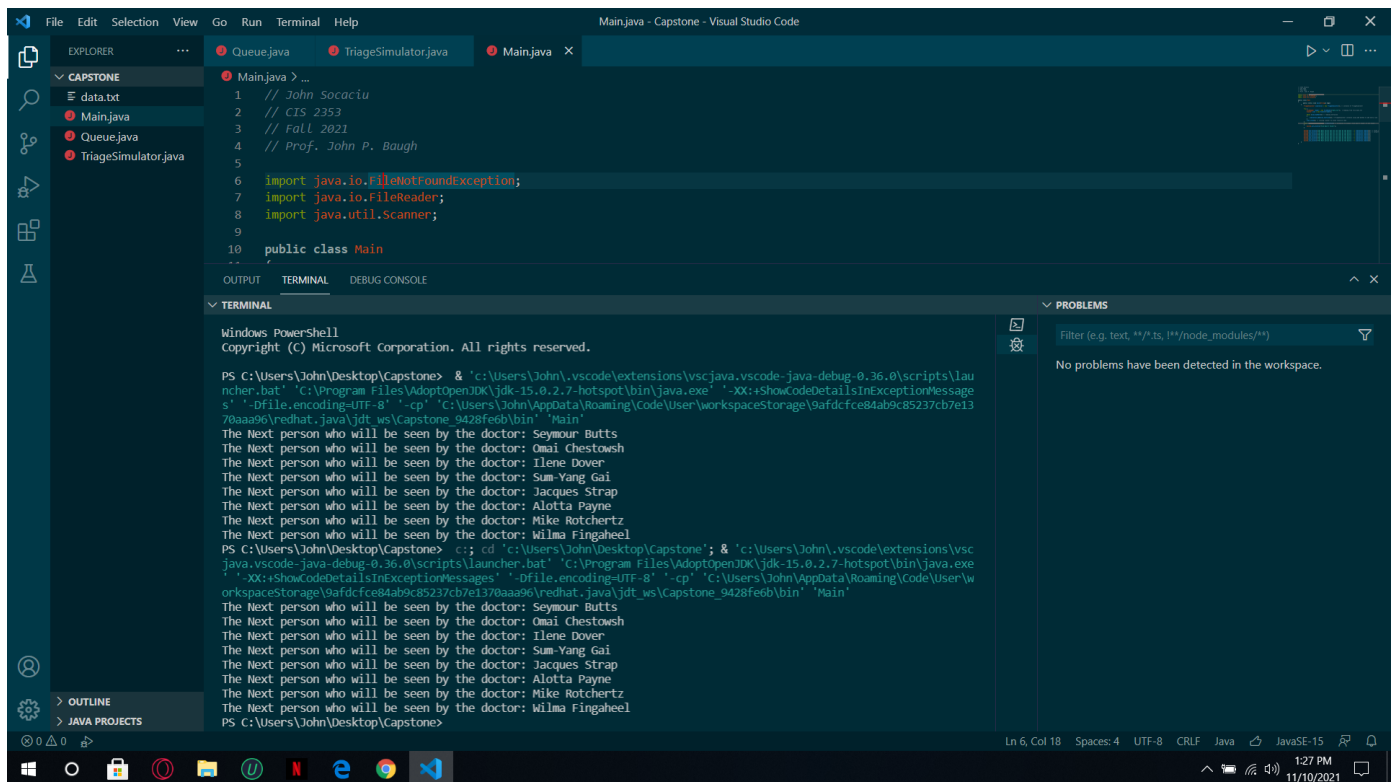 File Edit Selection View Go Run Terminal Help
Main.java - Capstone - Visual Studio Code
EXPLORER
Queue.java
TriageSimulator.java
Main.java
CAPSTONE
data.txt
Main.java
Queue.java
TriageSimulator.java
Main.java > ...
1 // John Socaciu
2 // CIS 2353
3 // Fall 2021
4 // Prof. John P. Baugh
5
6 import java.io.FileNotFoundException;
7 import java.io.FileReader;
8 import java.util.Scanner;
9
10 public class Main
OUTPUT TERMINAL DEBUG CONSOLE
TERMINAL
Windows PowerShell
Copyright (C) Microsoft Corporation. All rights reserved.
PS C:\Users\John\Desktop\Capstone> & 'c:\Users\John\.vscode\extensions\vscjava.vscode-java-debug-0.36.0\scripts\lau
ncher.bat' 'C:\Program Files\AdoptOpenJDK\jdk-15.0.2.7-hotspot\bin\java.exe' '-XX:+ShowCodeDetailsInExceptionMessage
s' '-Dfile.encoding=UTF-8' '-cp' 'C:\Users\John\AppData\Roaming\Code\User\workspaceStorage\9afdcfce84ab9c85237cb7e13
70aaa96\redhat.java\jdt_ws\Capstone_9428fe6b\bin' 'Main'
The Next person who will be seen by the doctor: Seymour Butts
The Next person who will be seen by the doctor: Omai Chestowsh
The Next person who will be seen by the doctor: Ilene Dover
The Next person who will be seen by the doctor: Sum-Yang Gai
The Next person who will be seen by the doctor: Jacques Strap
The Next person who will be seen by the doctor: Alotta Payne
The Next person who will be seen by the doctor: Mike Rotchertz
The Next person who will be seen by the doctor: Wilma Fingaheel
PS C:\Users\John\Desktop\Capstone> c:; cd 'c:\Users\John\Desktop\Capstone'; & 'c:\Users\John\.vscode\extensions\vsc
java.vscode-java-debug-0.36.0\scripts\launcher.bat' 'C:\Program Files\AdoptOpenJDK\jdk-15.0.2.7-hotspot\bin\java.exe
' '-XX:+ShowCodeDetailsInExceptionMessages' '-Dfile.encoding=UTF-8' '-cp' 'C:\Users\John\AppData\Roaming\Code\User\w
orkspaceStorage\9afdcfce84ab9c85237cb7e1370aaa96\redhat.java\jdt_ws\Capstone_9428fe6b\bin' 'Main'
The Next person who will be seen by the doctor: Seymour Butts
The Next person who will be seen by the doctor: Omai Chestowsh
The Next person who will be seen by the doctor: Ilene Dover
The Next person who will be seen by the doctor: Sum-Yang Gai
The Next person who will be seen by the doctor: Jacques Strap
The Next person who will be seen by the doctor: Alotta Payne
The Next person who will be seen by the doctor: Mike Rotchertz
The Next person who will be seen by the doctor: Wilma Fingaheel
PS C:\Users\John\Desktop\Capstone>
PROBLEMS
Filter (e.g. text, **/*.ts, !**/node_modules/**)
No problems have been detected in the workspace.
OUTLINE
JAVA PROJECTS
0 0
Ln 6, Col 18 Spaces: 4 UTF-8 CRLF Java JavaSE-15
1:27 PM
11/10/2021